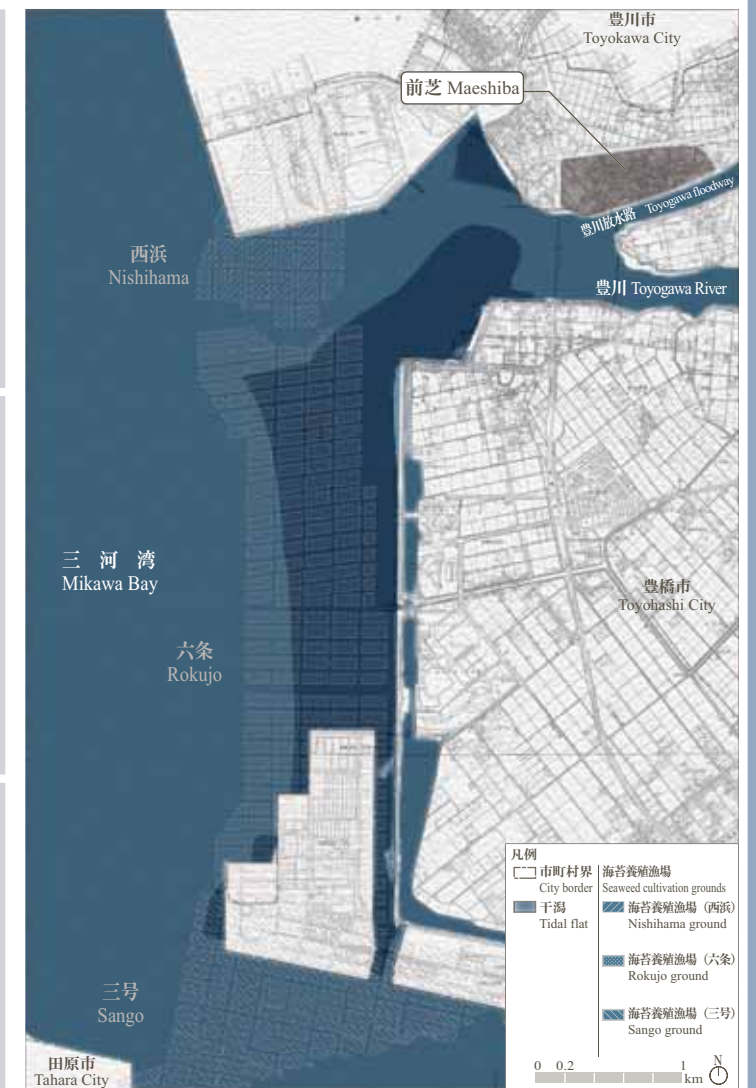 豊川市
Toyokawa City
前芝 Maeshiba
豊川放水路 Toyogawa floodway
豊川 Toyogawa River
西浜
Nishihama
三河湾
Mikawa Bay
六条
Rokujo
豊橋市
Toyohashi City
三号
Sango
田原市
Tahara City
凡例
市町村界
City border
干潟
Tidal flat
海苔養殖漁場
Seaweed cultivation grounds
海苔養殖漁場（西浜）
Nishihama ground
海苔養殖漁場（六条）
Rokujo ground
海苔養殖漁場（三号）
Sango ground
0 0.2 1
km
N